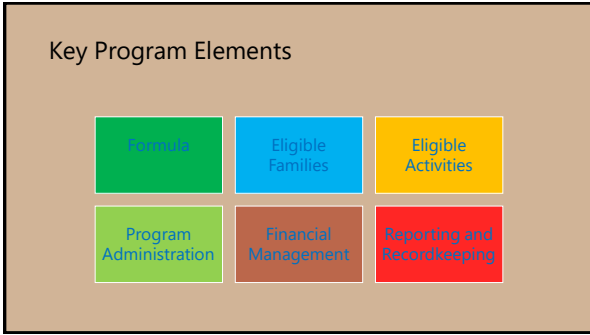 Key Program Elements
Formula
Eligible
Families
Eligible
Activities
Program
Administration
Financial
Management
Reporting and
Recordkeeping